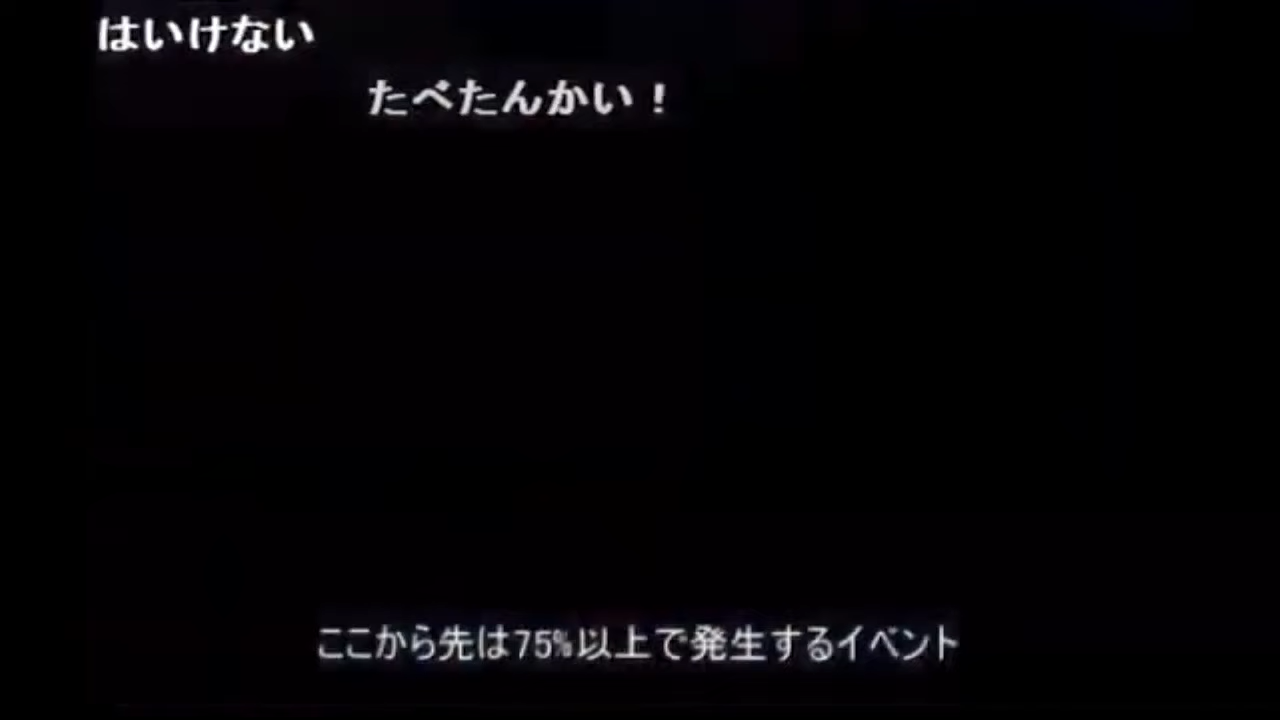 はいけない
たべたんかい！
ここから先は75%以上で発生するイベント